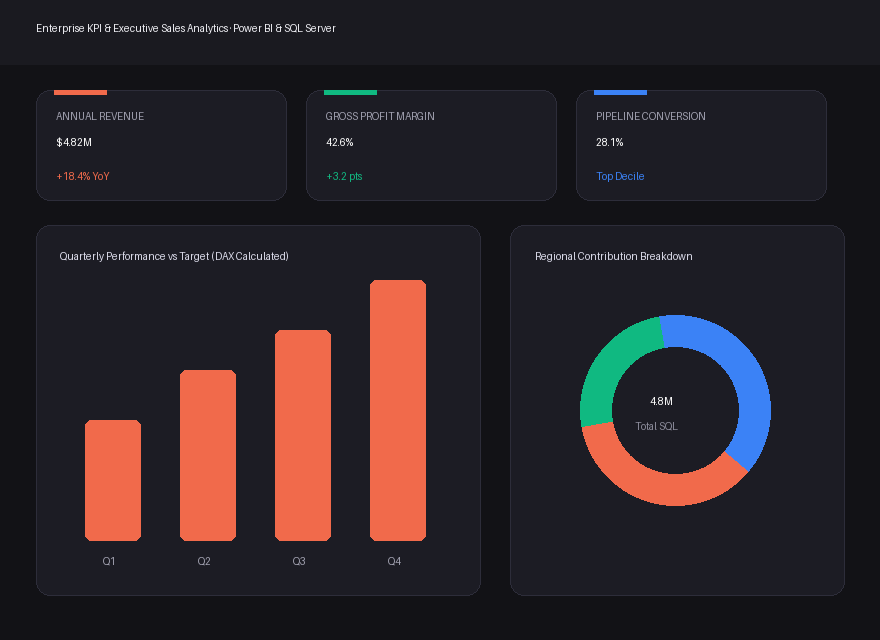 Enterprise KPI & Executive Sales Analytics · Power BI & SQL Server
ANNUAL REVENUE
$4.82M
+18.4% YoY
GROSS PROFIT MARGIN
42.6%
+3.2 pts
PIPELINE CONVERSION
28.1%
Top Decile
Quarterly Performance vs Target (DAX Calculated)
Q1
Q2
Q3
Q4
Regional Contribution Breakdown
4.8M
Total SQL